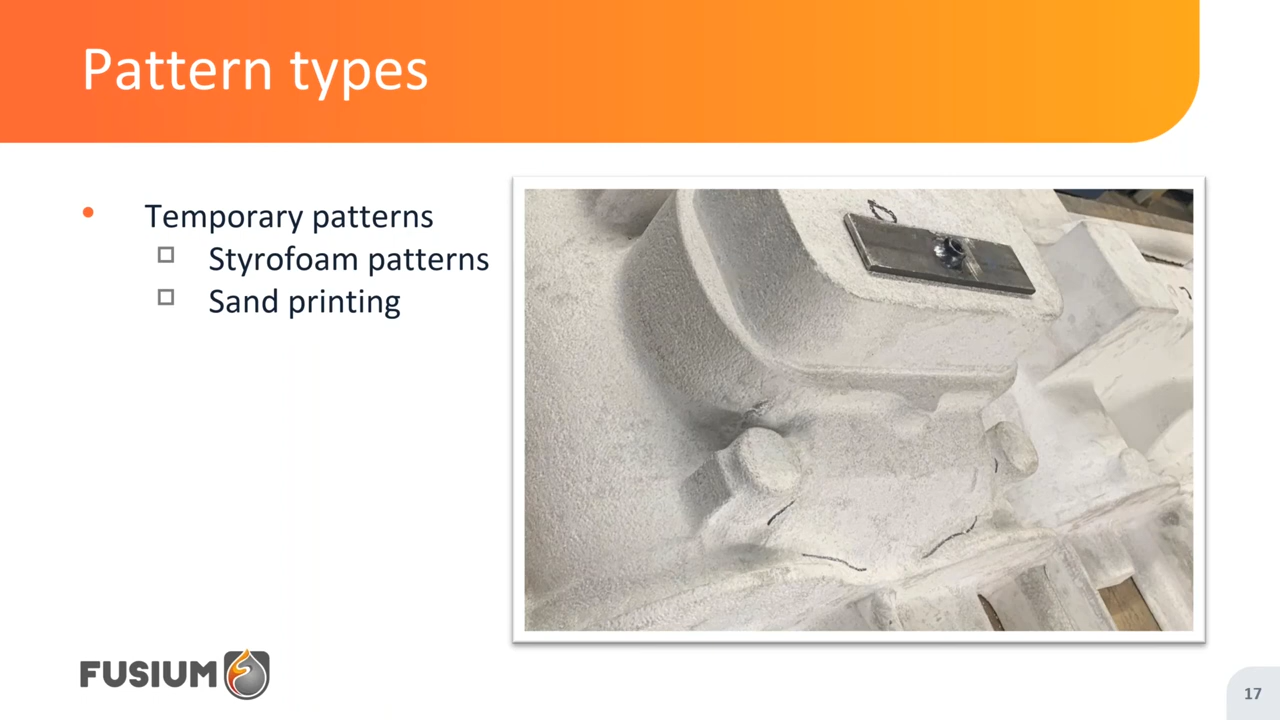 Pattern types
Temporary patterns
Styrofoam patterns
Sand printing
FUSIUM
17